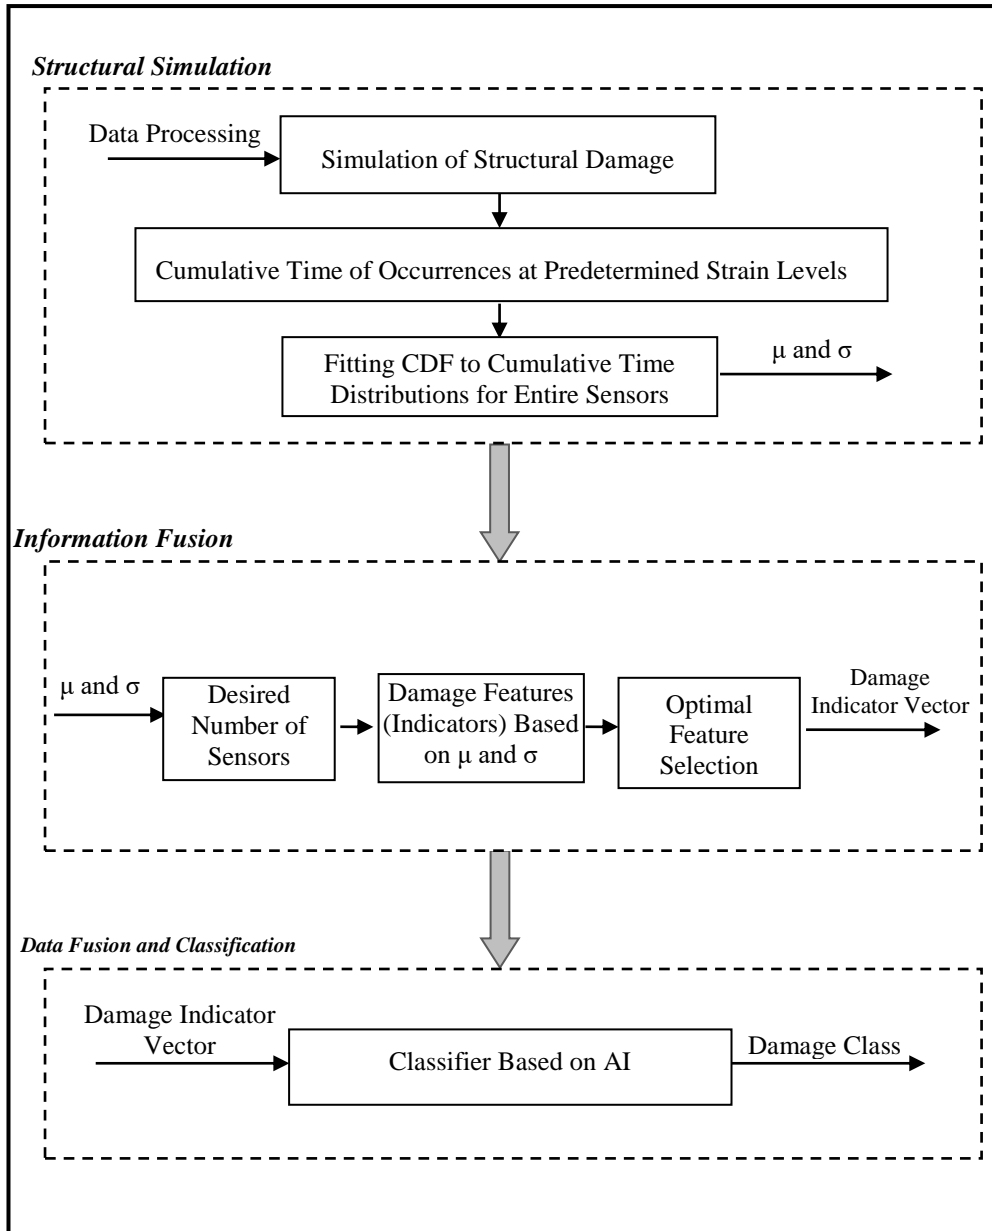 Structural Simulation
Data Processing
Simulation of Structural Damage
Cumulative Time of Occurrences at Predetermined Strain Levels
Fitting CDF to Cumulative Time
Distributions for Entire Sensors
μ and σ
Information Fusion
μ and σ
Desired
Number of
Sensors
Damage Features
(Indicators) Based
on μ and σ
Optimal
Feature
Selection
Damage
Indicator Vector
Data Fusion and Classification
Damage Indicator
Vector
Classifier Based on AI
Damage Class